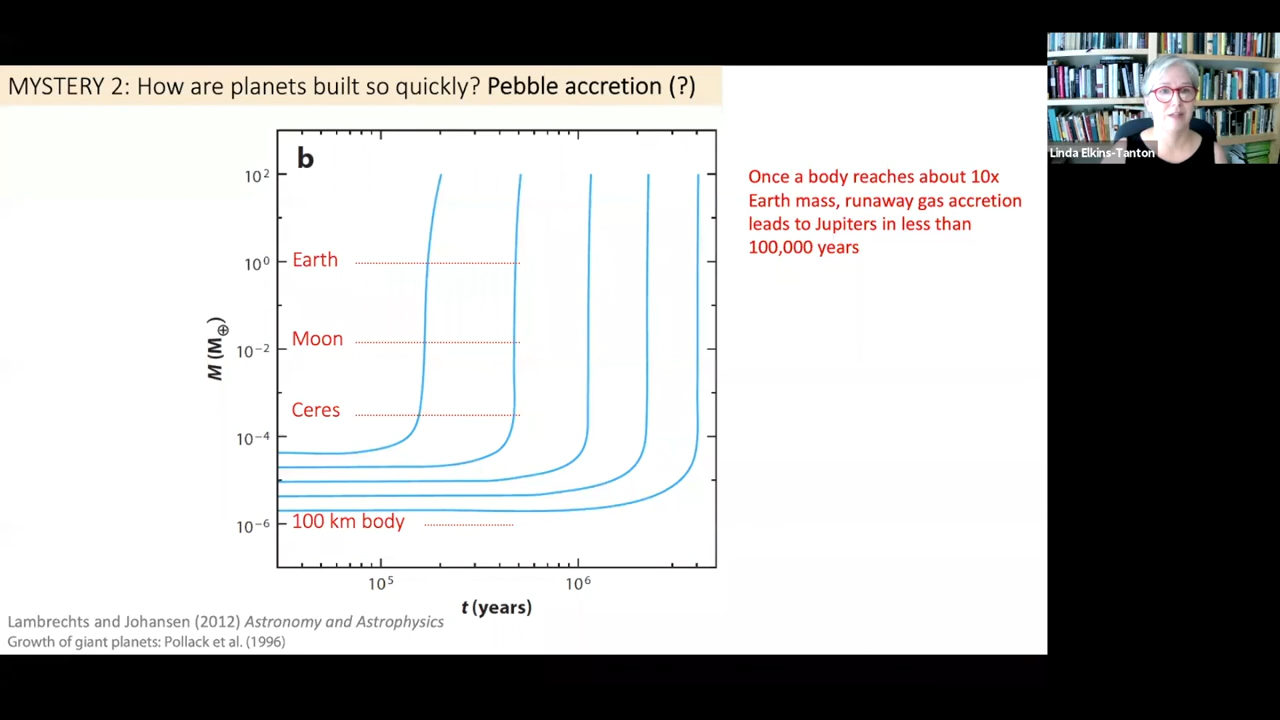 MYSTERY 2: How are planets built so quickly? Pebble accretion (?)
Linda Elkins-Tanton
b
Once a body reaches about 10x
Earth mass, runaway gas accretion
leads to Jupiters in less than
100,000 years
10²
Earth
10⁰
Moon
10⁻²
Ceres
10⁻⁴
100 km body
10⁻⁶
M (M⊕)
10⁵ 10⁶
t (years)
Lambrechts and Johansen (2012) Astronomy and Astrophysics
Growth of giant planets: Pollack et al. (1996)